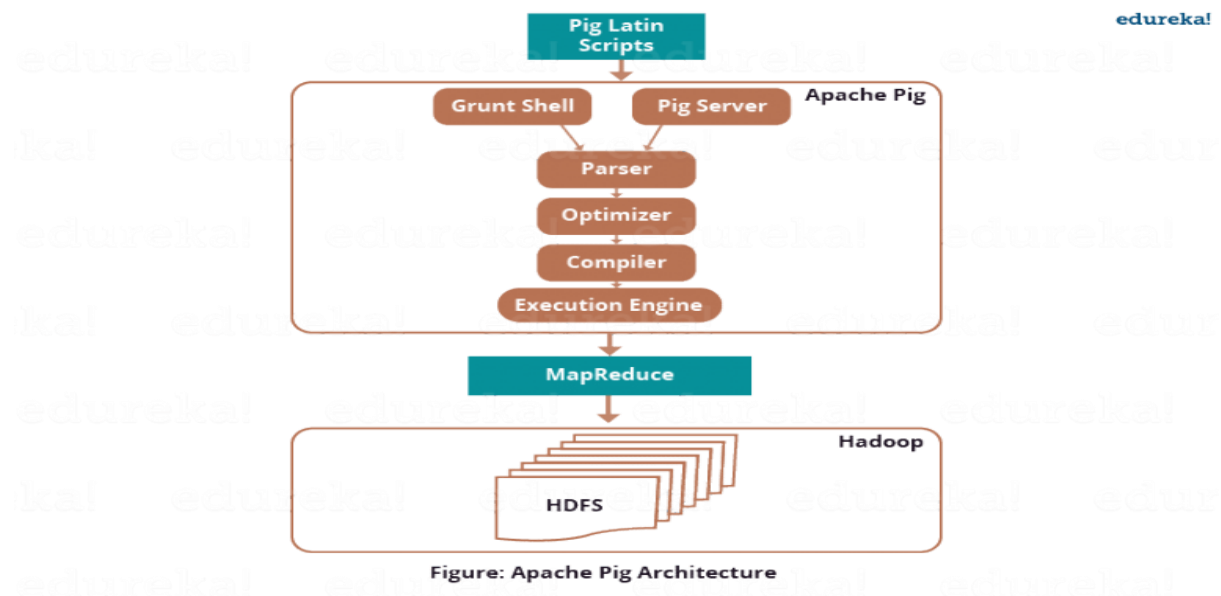 Pig Latin
Scripts
edureka!
Apache Pig
Grunt Shell
Pig Server
Parser
Optimizer
Compiler
Execution Engine
MapReduce
Hadoop
HDFS
Figure: Apache Pig Architecture